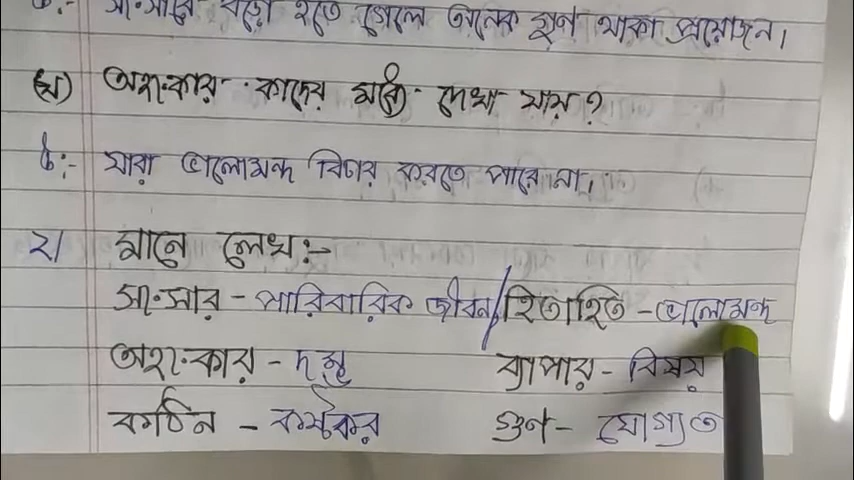 উ:- সংসারে বড়ো হতে গেলে অনেক গুণ থাকা প্রয়োজন।
(ঘ) অহংকার কাদের মধ্যে দেখা যায়?
উ:- যারা ভালোমন্দ বিচার করতে পারে না।
২। মানে লেখ:-
সংসার - পারিবারিক জীবন/হিতাহিত - ভালোমন্দ
অহংকার - দম্ভ ব্যাপার - বিষয়
কঠিন - কষ্টকর গুণ - যোগ্যত